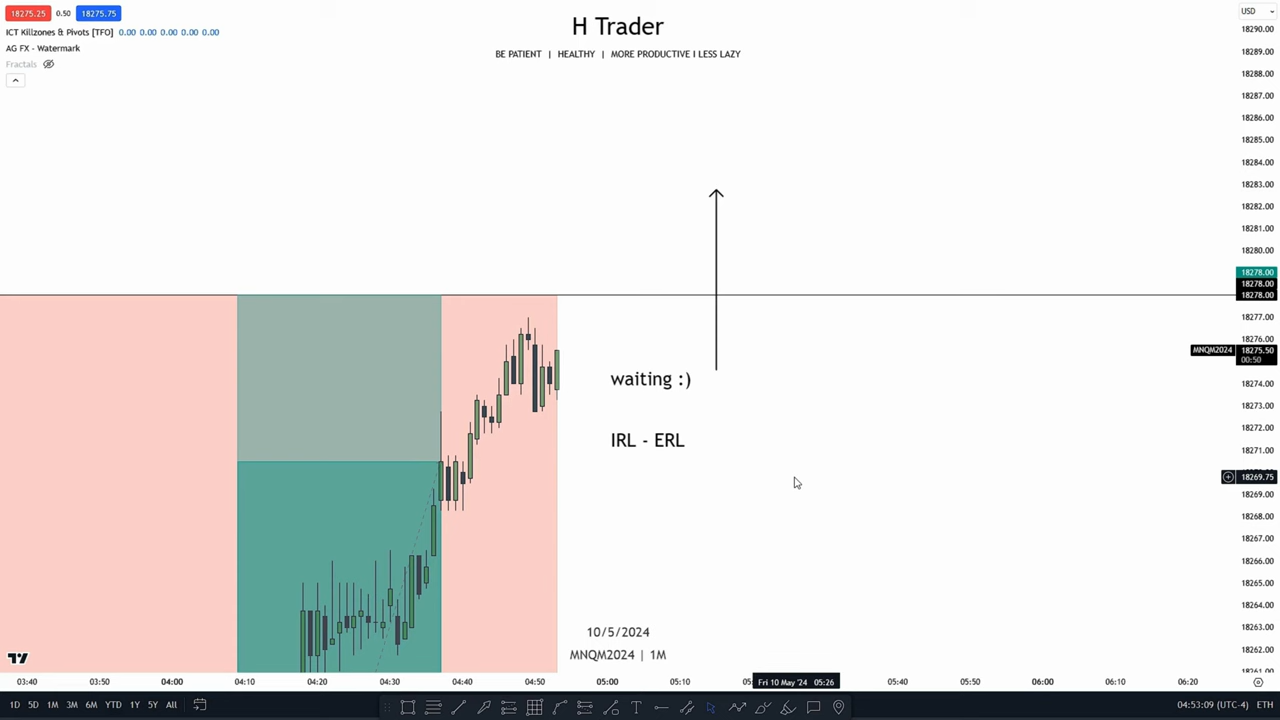 18275.25 0.50 18275.75
ICT Killzones & Pivots [TFO] 0.00 0.00 0.00 0.00 0.00
AG FX - Watermark
Fractals
H Trader
BE PATIENT | HEALTHY | MORE PRODUCTIVE I LESS LAZY
USD
18290.00
18289.00
18288.00
18287.00
18286.00
18285.00
18284.00
18283.00
18282.00
18281.00
18280.00
18278.00
18278.00
18278.00
18277.00
18276.00
MNQM2024 18275.50
00:50
18274.00
18273.00
18272.00
18271.00
18269.75
18269.00
18268.00
18267.00
18266.00
18265.00
18264.00
18263.00
18262.00
18261.00
waiting :)
IRL - ERL
10/5/2024
MNQM2024 | 1M
03:40 03:50 04:00 04:10 04:20 04:30 04:40 04:50 05:00 05:10 Fri 10 May '24 05:26 05:40 05:50 06:00 06:10 06:20
1D 5D 1M 3M 6M YTD 1Y 5Y All
04:53:09 (UTC-4) ETH